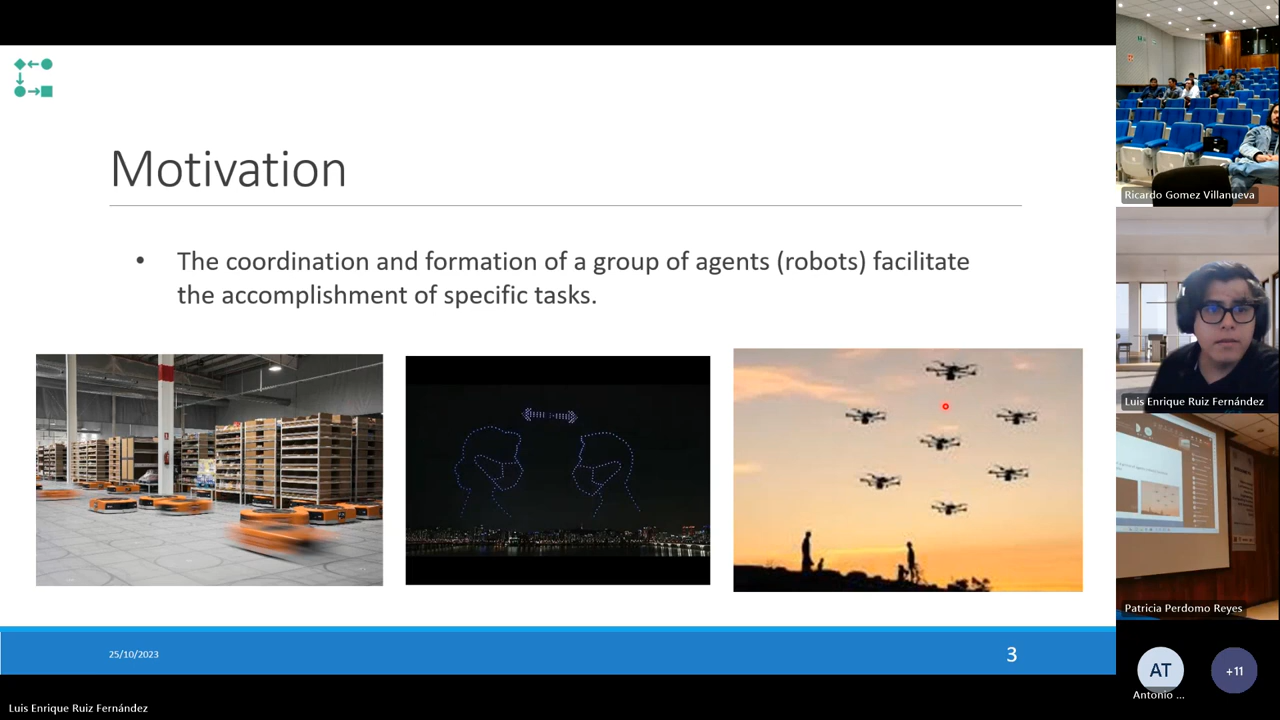 Motivation
• The coordination and formation of a group of agents (robots) facilitate
the accomplishment of specific tasks.
25/10/2023
3
Luis Enrique Ruiz Fernández
Ricardo Gomez Villanueva
Luis Enrique Ruiz Fernández
Patricia Perdomo Reyes
AT
Antonio ...
+11